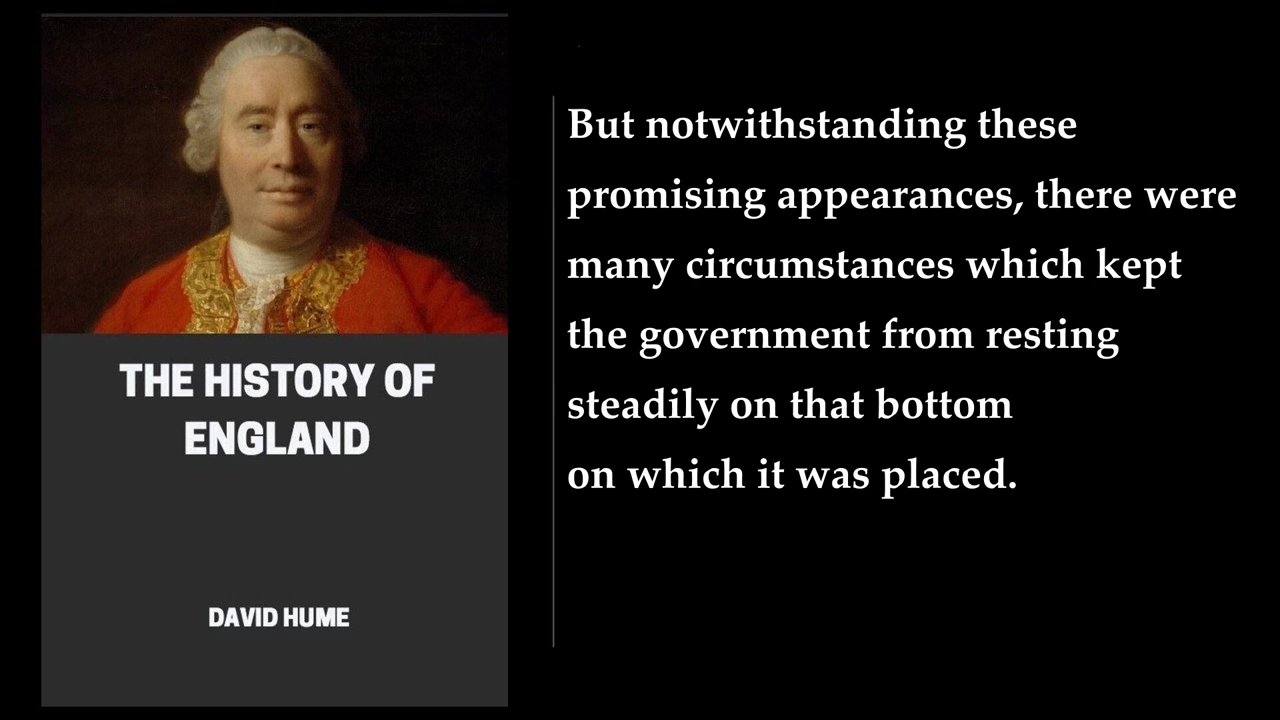 THE HISTORY OF
ENGLAND
DAVID HUME
But notwithstanding these
promising appearances, there were
many circumstances which kept
the government from resting
steadily on that bottom
on which it was placed.